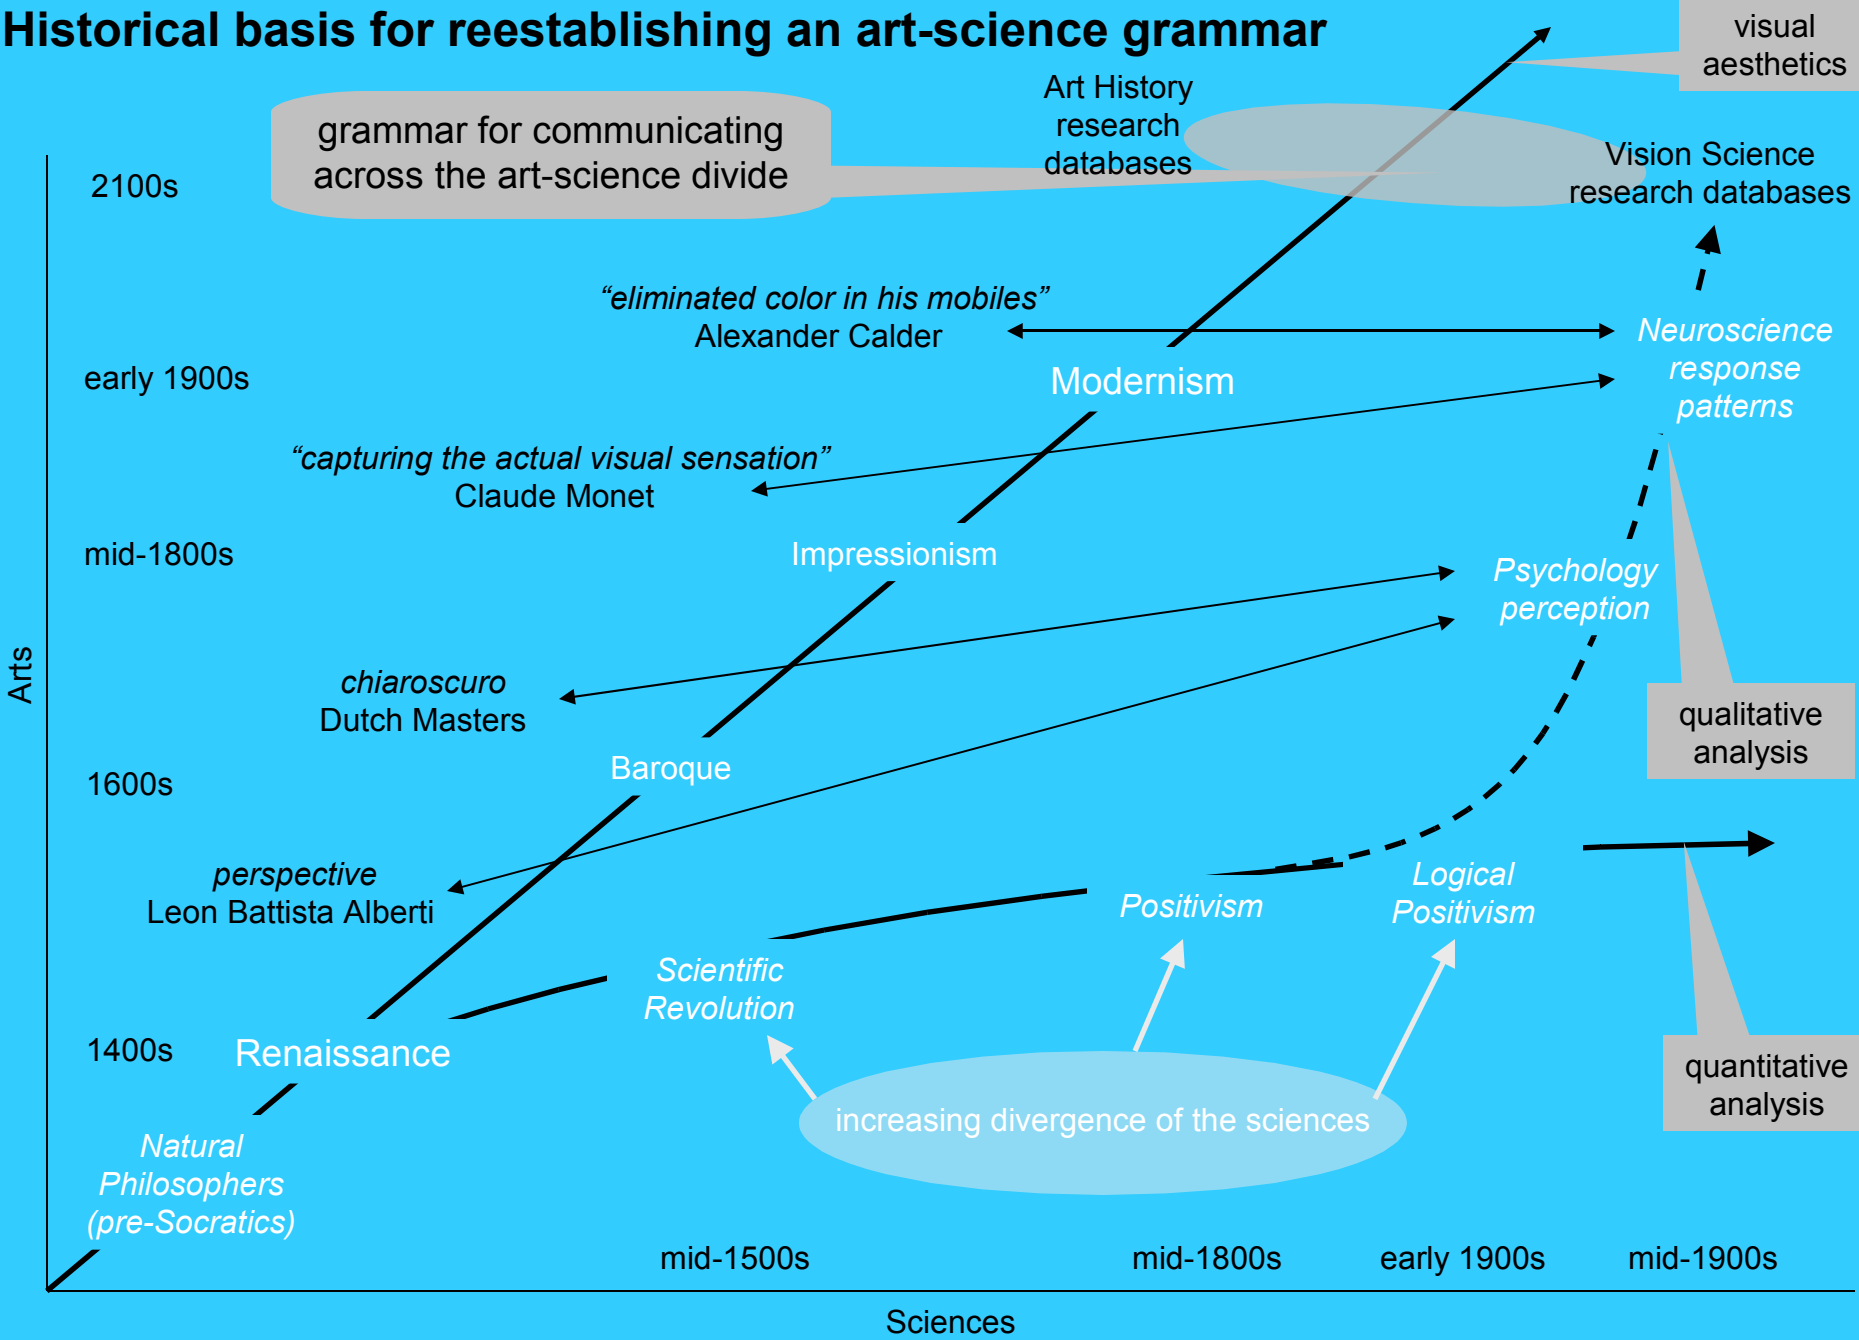 Historical basis for reestablishing an art-science grammar
visual
aesthetics
Art History
research
databases
grammar for communicating
across the art-science divide
Vision Science
research databases
2100s
“eliminated color in his mobiles”
Alexander Calder
Neuroscience
response
patterns
early 1900s
Modernism
“capturing the actual visual sensation”
Claude Monet
mid-1800s
Impressionism
Psychology
perception
Arts
chiaroscuro
Dutch Masters
qualitative
analysis
Baroque
1600s
perspective
Leon Battista Alberti
Logical
Positivism
Positivism
Scientific
Revolution
1400s
Renaissance
quantitative
analysis
increasing divergence of the sciences
Natural
Philosophers
(pre-Socratics)
mid-1500s
mid-1800s
early 1900s
mid-1900s
Sciences